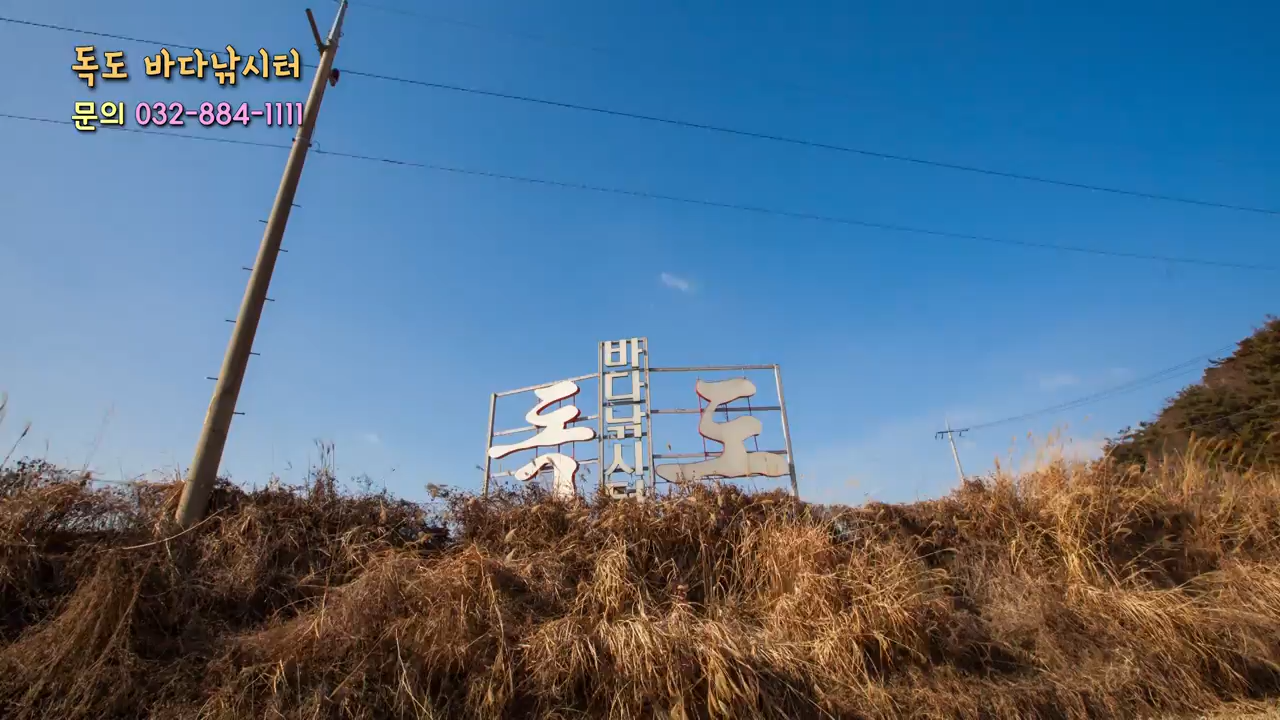 독도 바다낚시터
문의 032-884-1111
독 바다낚시터 도